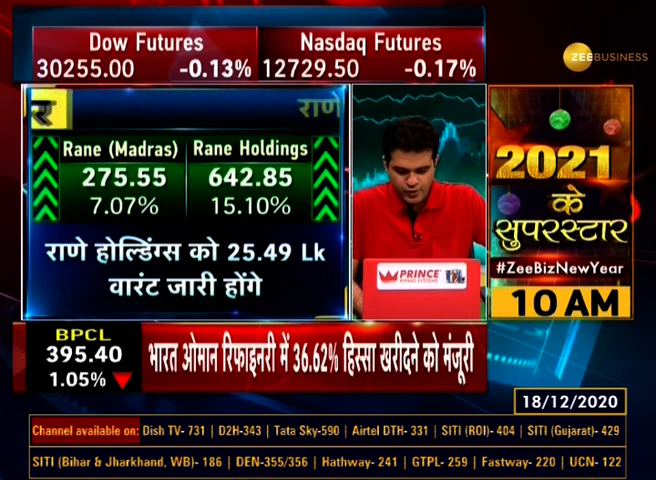 Dow Futures
30255.00 -0.13%
Nasdaq Futures
12729.50 -0.17%
ZEE BUSINESS
र
राणे
Rane (Madras)
275.55
7.07%
Rane Holdings
642.85
15.10%
राणे होल्डिंग्स को 25.49 Lk
वारंट जारी होंगे
PRINCE
PIPING SYSTEMS
2021
के
सुपरस्टार
#ZeeBizNewYear
10 AM
BPCL
395.40
1.05%
भारत ओमान रिफाइनरी में 36.62% हिस्सा खरीदने को मंजूरी
18/12/2020
Channel available on: Dish TV- 731 | D2H-343 | Tata Sky-590 | Airtel DTH- 331 | SITI (ROI)- 404 | SITI (Gujarat)- 429
SITI (Bihar & Jharkhand, WB)- 186 | DEN-355/356 | Hathway- 241 | GTPL- 259 | Fastway- 220 | UCN- 122